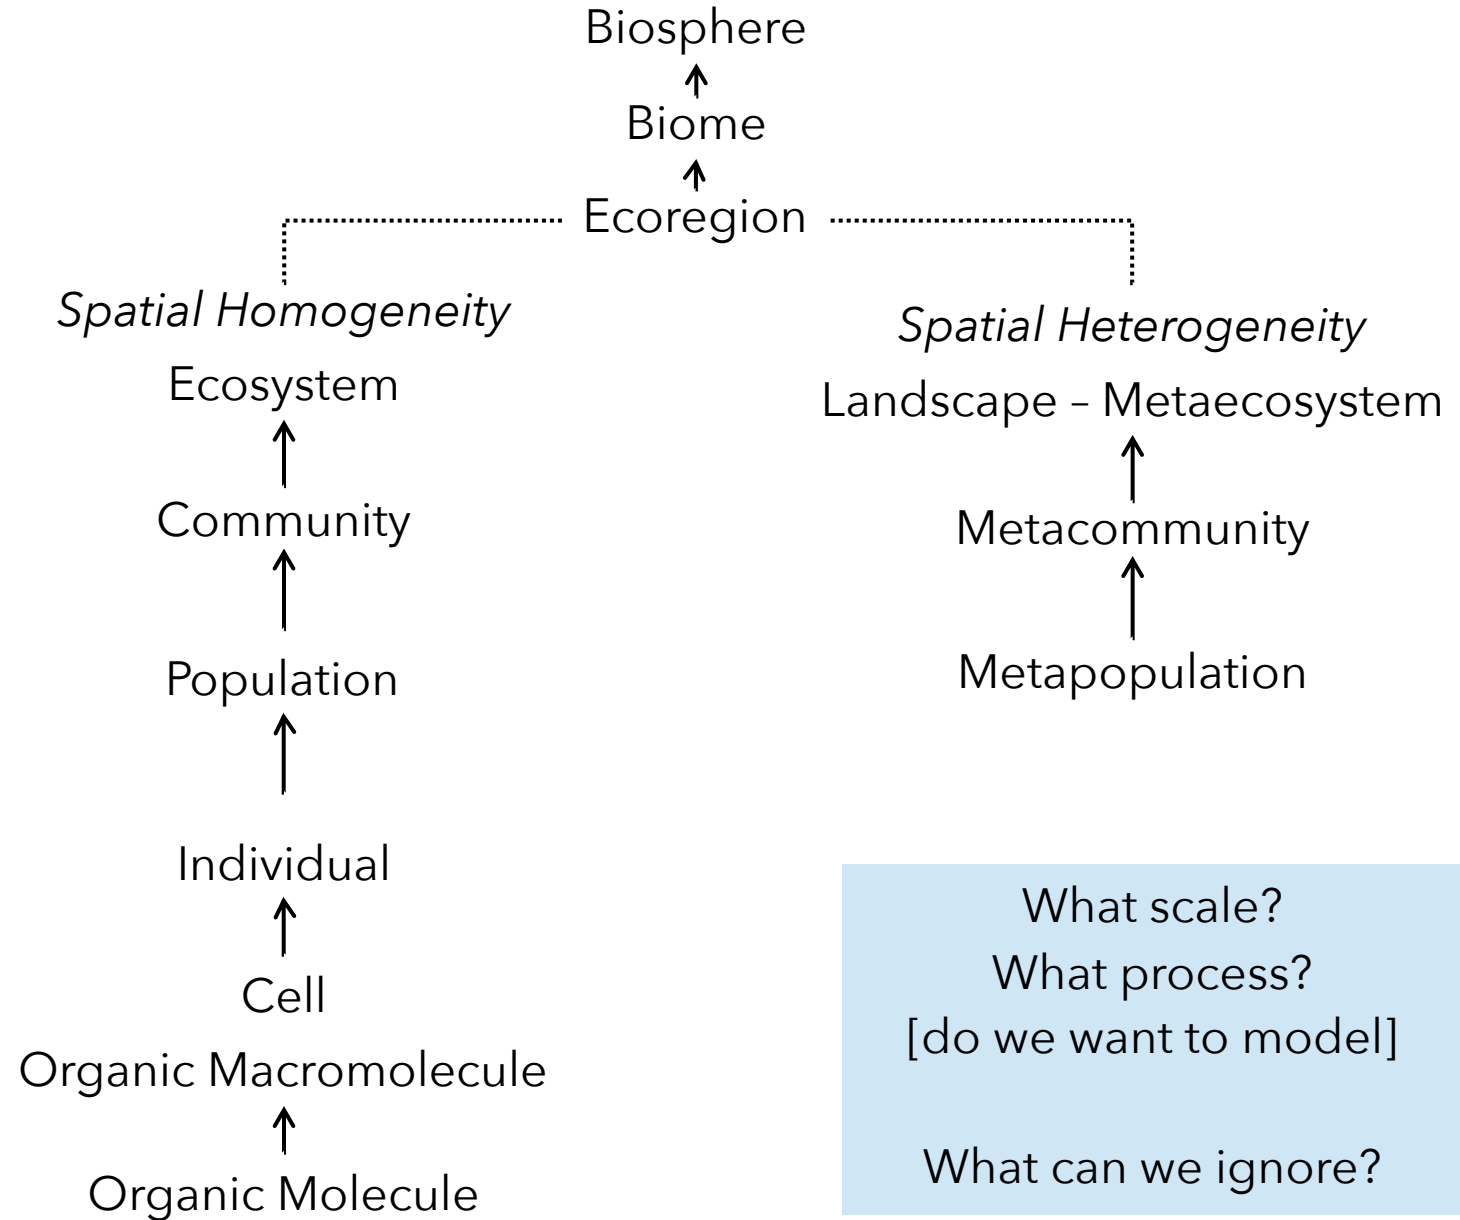 Biosphere
Biome
Ecoregion
Spatial Homogeneity
Ecosystem
Community
Population
Individual
Cell
Organic Macromolecule
Organic Molecule
Spatial Heterogeneity
Landscape – Metaecosystem
Metacommunity
Metapopulation
What scale?
What process?
[do we want to model]
What can we ignore?